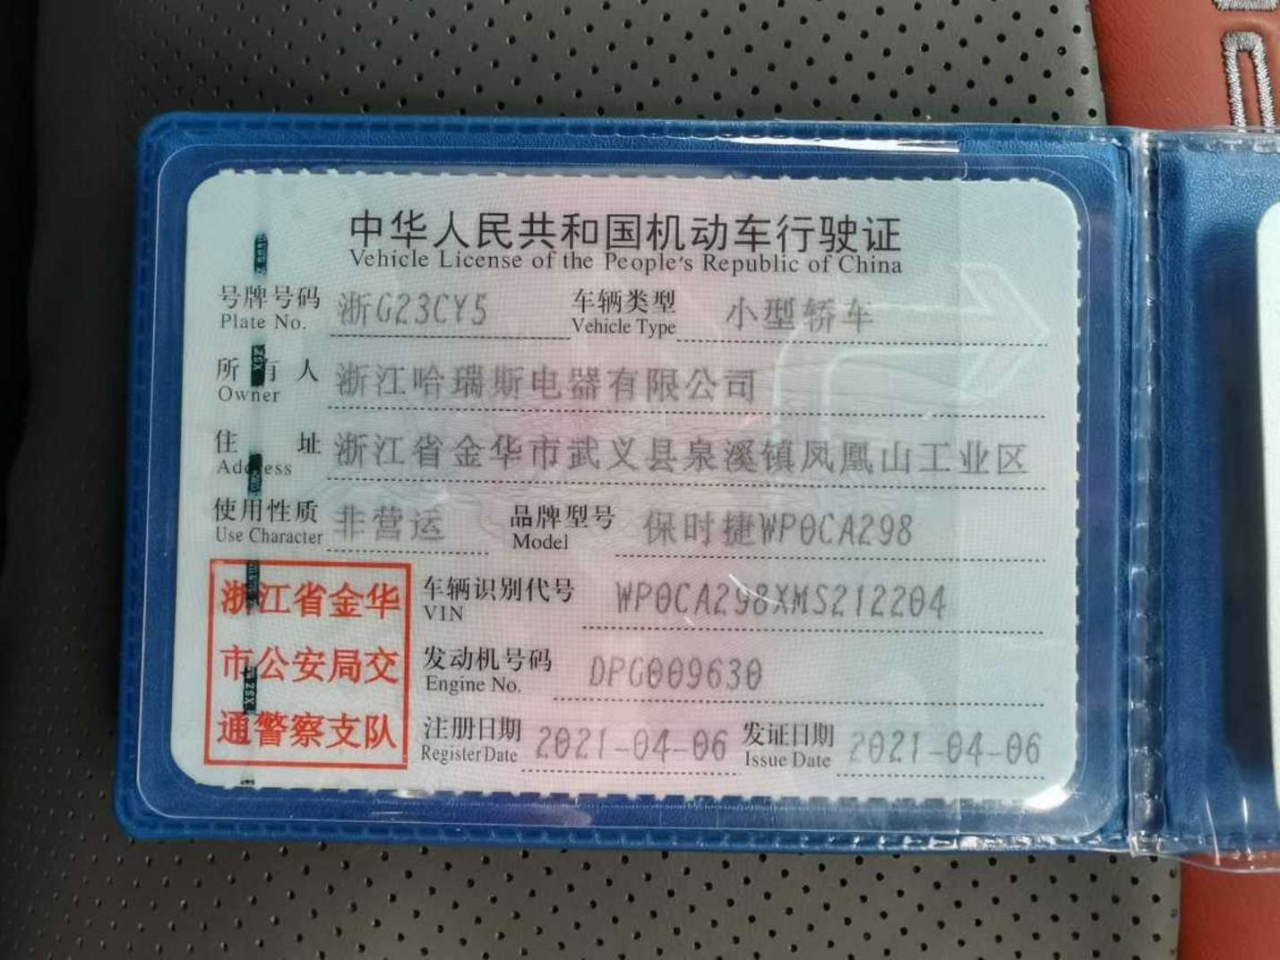 中华人民共和国机动车行驶证
Vehicle License of the People's Republic of China
号牌号码 浙G23CY5 车辆类型 小型轿车
Plate No. Vehicle Type
所有人 浙江哈瑞斯电器有限公司
Owner
住址 浙江省金华市武义县泉溪镇凤凰山工业区
Address
使用性质 非营运 品牌型号 保时捷WP0CA298
Use Character Model
浙江省金华 车辆识别代号 WP0CA298XMS212204
VIN
市公安局交 发动机号码 DPG009630
Engine No.
通警察支队 注册日期 2021-04-06 发证日期 2021-04-06
Register Date Issue Date